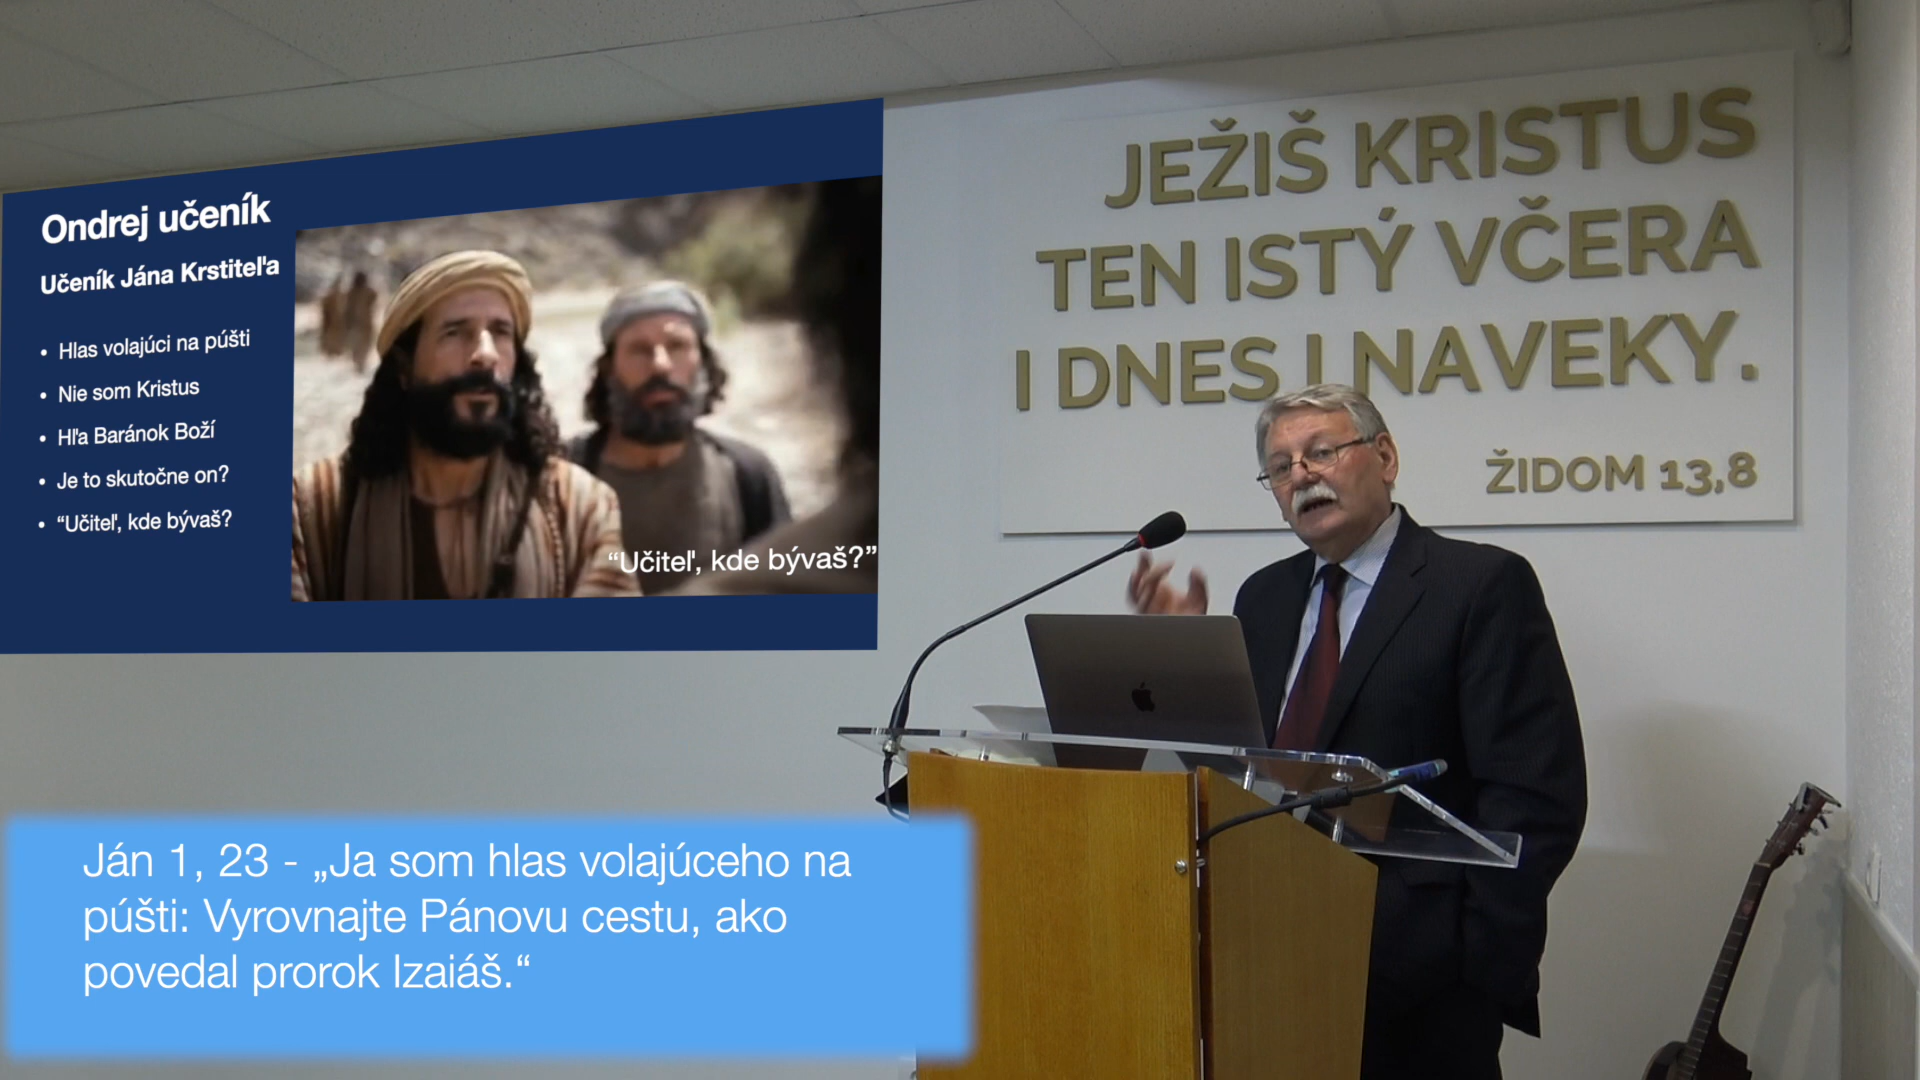 Ondrej učeník
Učeník Jána Krstiteľa
• Hlas volajúci na púšti
• Nie som Kristus
• Hľa Baránok Boží
• Je to skutočne on?
• “Učiteľ, kde bývaš?
“Učiteľ, kde bývaš?”
JEŽIŠ KRISTUS
TEN ISTÝ VČERA
I DNES I NAVEKY.
ŽIDOM 13,8
Ján 1, 23 - „Ja som hlas volajúceho na
púšti: Vyrovnajte Pánovu cestu, ako
povedal prorok Izaiáš.“